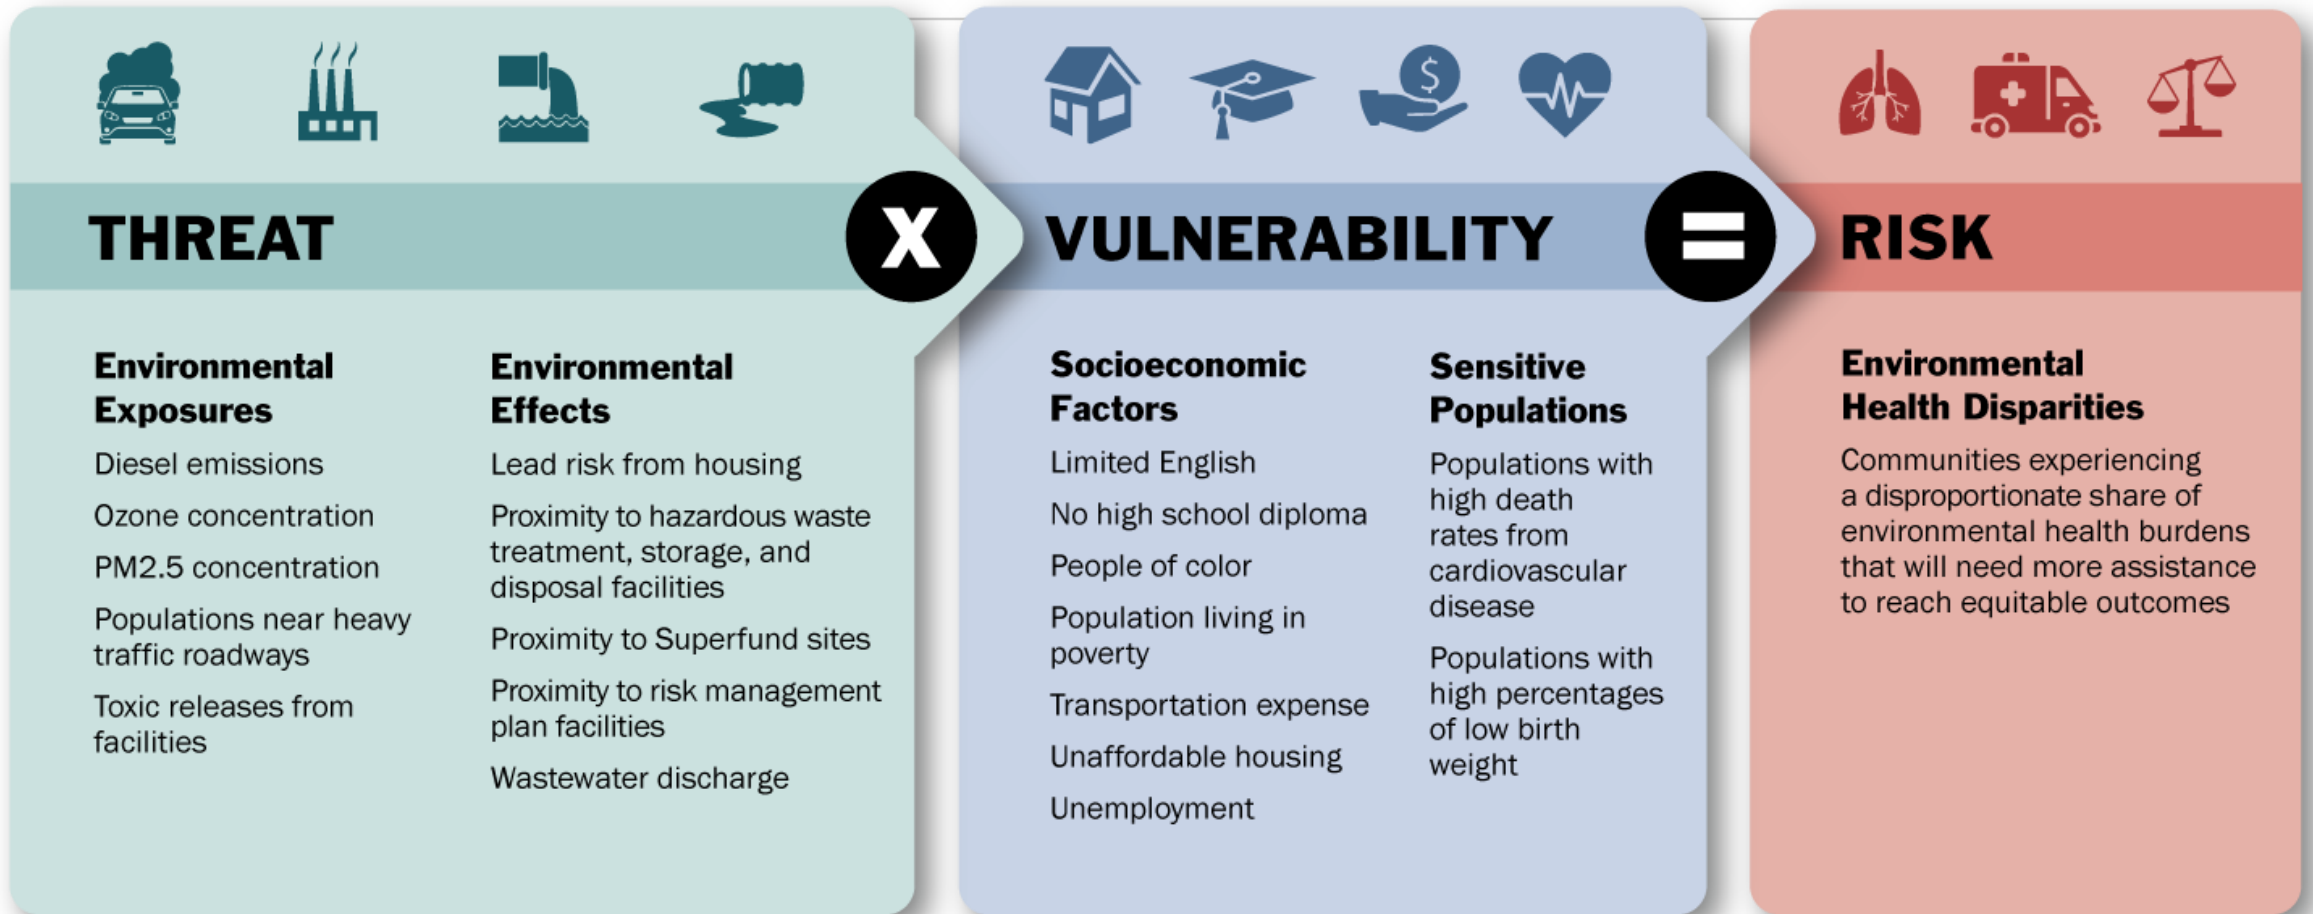 $
THREAT
X
VULNERABILITY
=
RISK
Environmental
Exposures
Diesel emissions
Ozone concentration
PM2.5 concentration
Populations near heavy
traffic roadways
Toxic releases from
facilities
Environmental
Effects
Lead risk from housing
Proximity to hazardous waste
treatment, storage, and
disposal facilities
Proximity to Superfund sites
Proximity to risk management
plan facilities
Wastewater discharge
Socioeconomic
Factors
Limited English
No high school diploma
People of color
Population living in
poverty
Transportation expense
Unaffordable housing
Unemployment
Sensitive
Populations
Populations with
high death
rates from
cardiovascular
disease
Populations with
high percentages
of low birth
weight
Environmental
Health Disparities
Communities experiencing
a disproportionate share of
environmental health burdens
that will need more assistance
to reach equitable outcomes